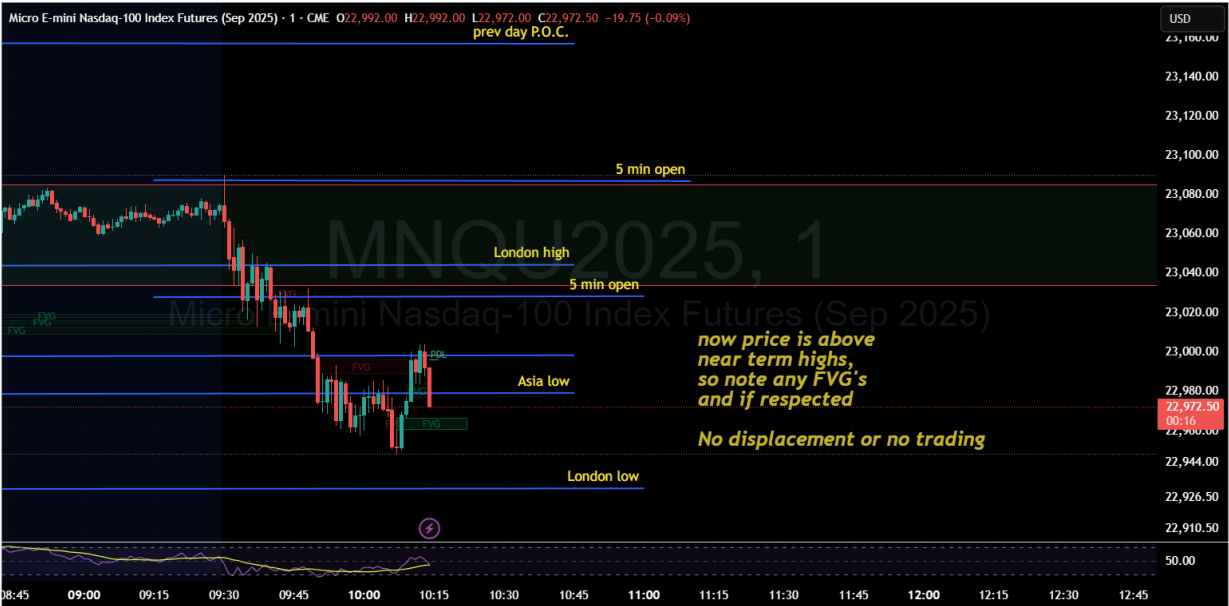 Micro E-mini Nasdaq-100 Index Futures (Sep 2025) · 1 · CME O22,992.00 H22,992.00 L22,972.00 C22,972.50 −19.75 (−0.09%)
USD
prev day P.O.C.
23,160.00
23,140.00
23,120.00
23,100.00
5 min open
23,080.00
MNQU2025, 1
23,060.00
London high
23,040.00
5 min open
FVG
Micro E-mini Nasdaq-100 Index Futures (Sep 2025)
23,020.00
FVG
FVG
FVG
now price is above
near term highs,
so note any FVG's
and if respected
23,000.00
PDL
FVG
Asia low
22,980.00
FVG
22,972.50
00:16
22,960.00
FVG
No displacement or no trading
22,944.00
London low
22,926.50
22,910.50
50.00
08:45 09:00 09:15 09:30 09:45 10:00 10:15 10:30 10:45 11:00 11:15 11:30 11:45 12:00 12:15 12:30 12:45